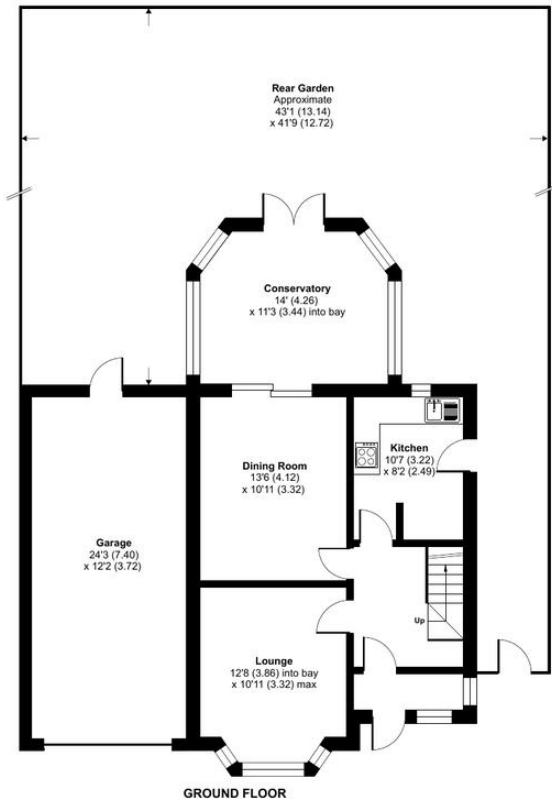 Rear Garden
Approximate
43'1 (13.14)
x 41'9 (12.72)
Conservatory
14' (4.26)
x 11'3 (3.44) into bay
Kitchen
10'7 (3.22)
x 8'2 (2.49)
Dining Room
13'6 (4.12)
x 10'11 (3.32)
Garage
24'3 (7.40)
x 12'2 (3.72)
Up
Lounge
12'8 (3.86) into bay
x 10'11 (3.32) max
GROUND FLOOR